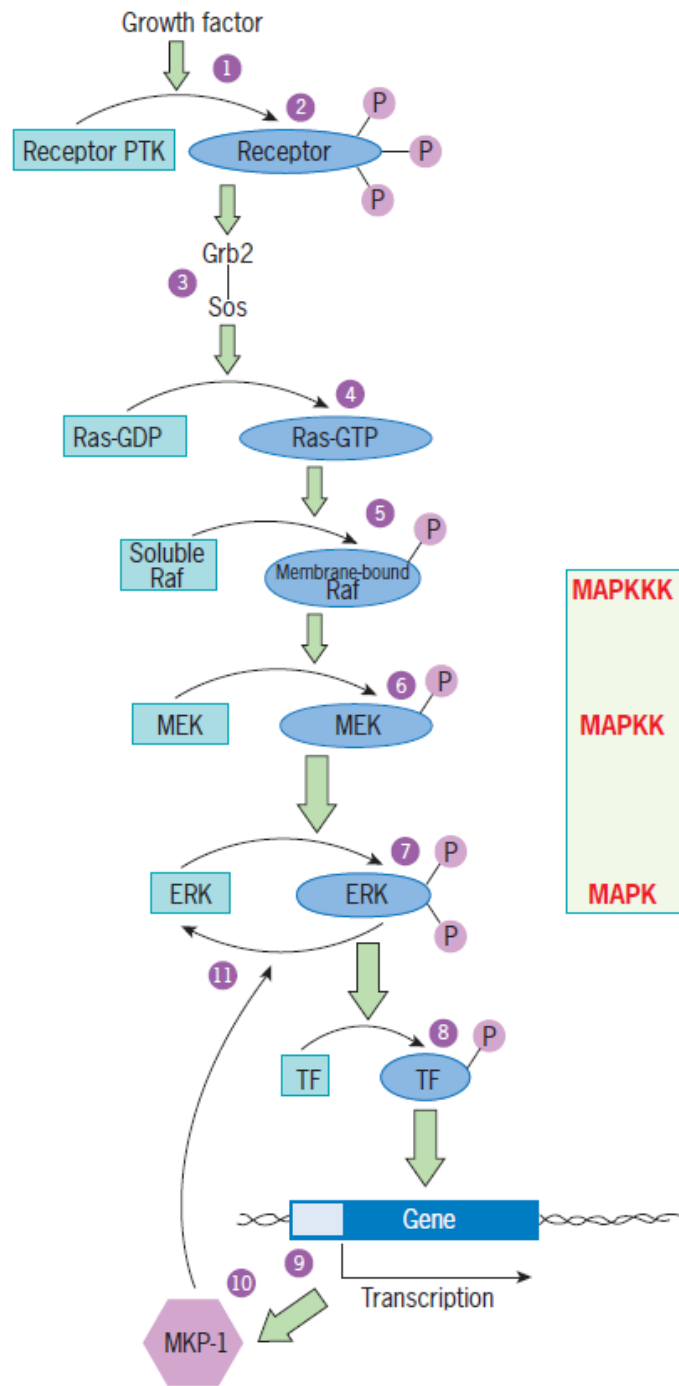 Growth factor
1
2
P
Receptor PTK
Receptor
P
P
Grb2
3
Sos
4
Ras-GDP
Ras-GTP
5
P
Soluble
Raf
Membrane-bound
Raf
MAPKKK
6
P
MEK
MEK
MAPKK
7
P
ERK
ERK
MAPK
P
11
8
P
TF
TF
Gene
9
Transcription
10
MKP-1